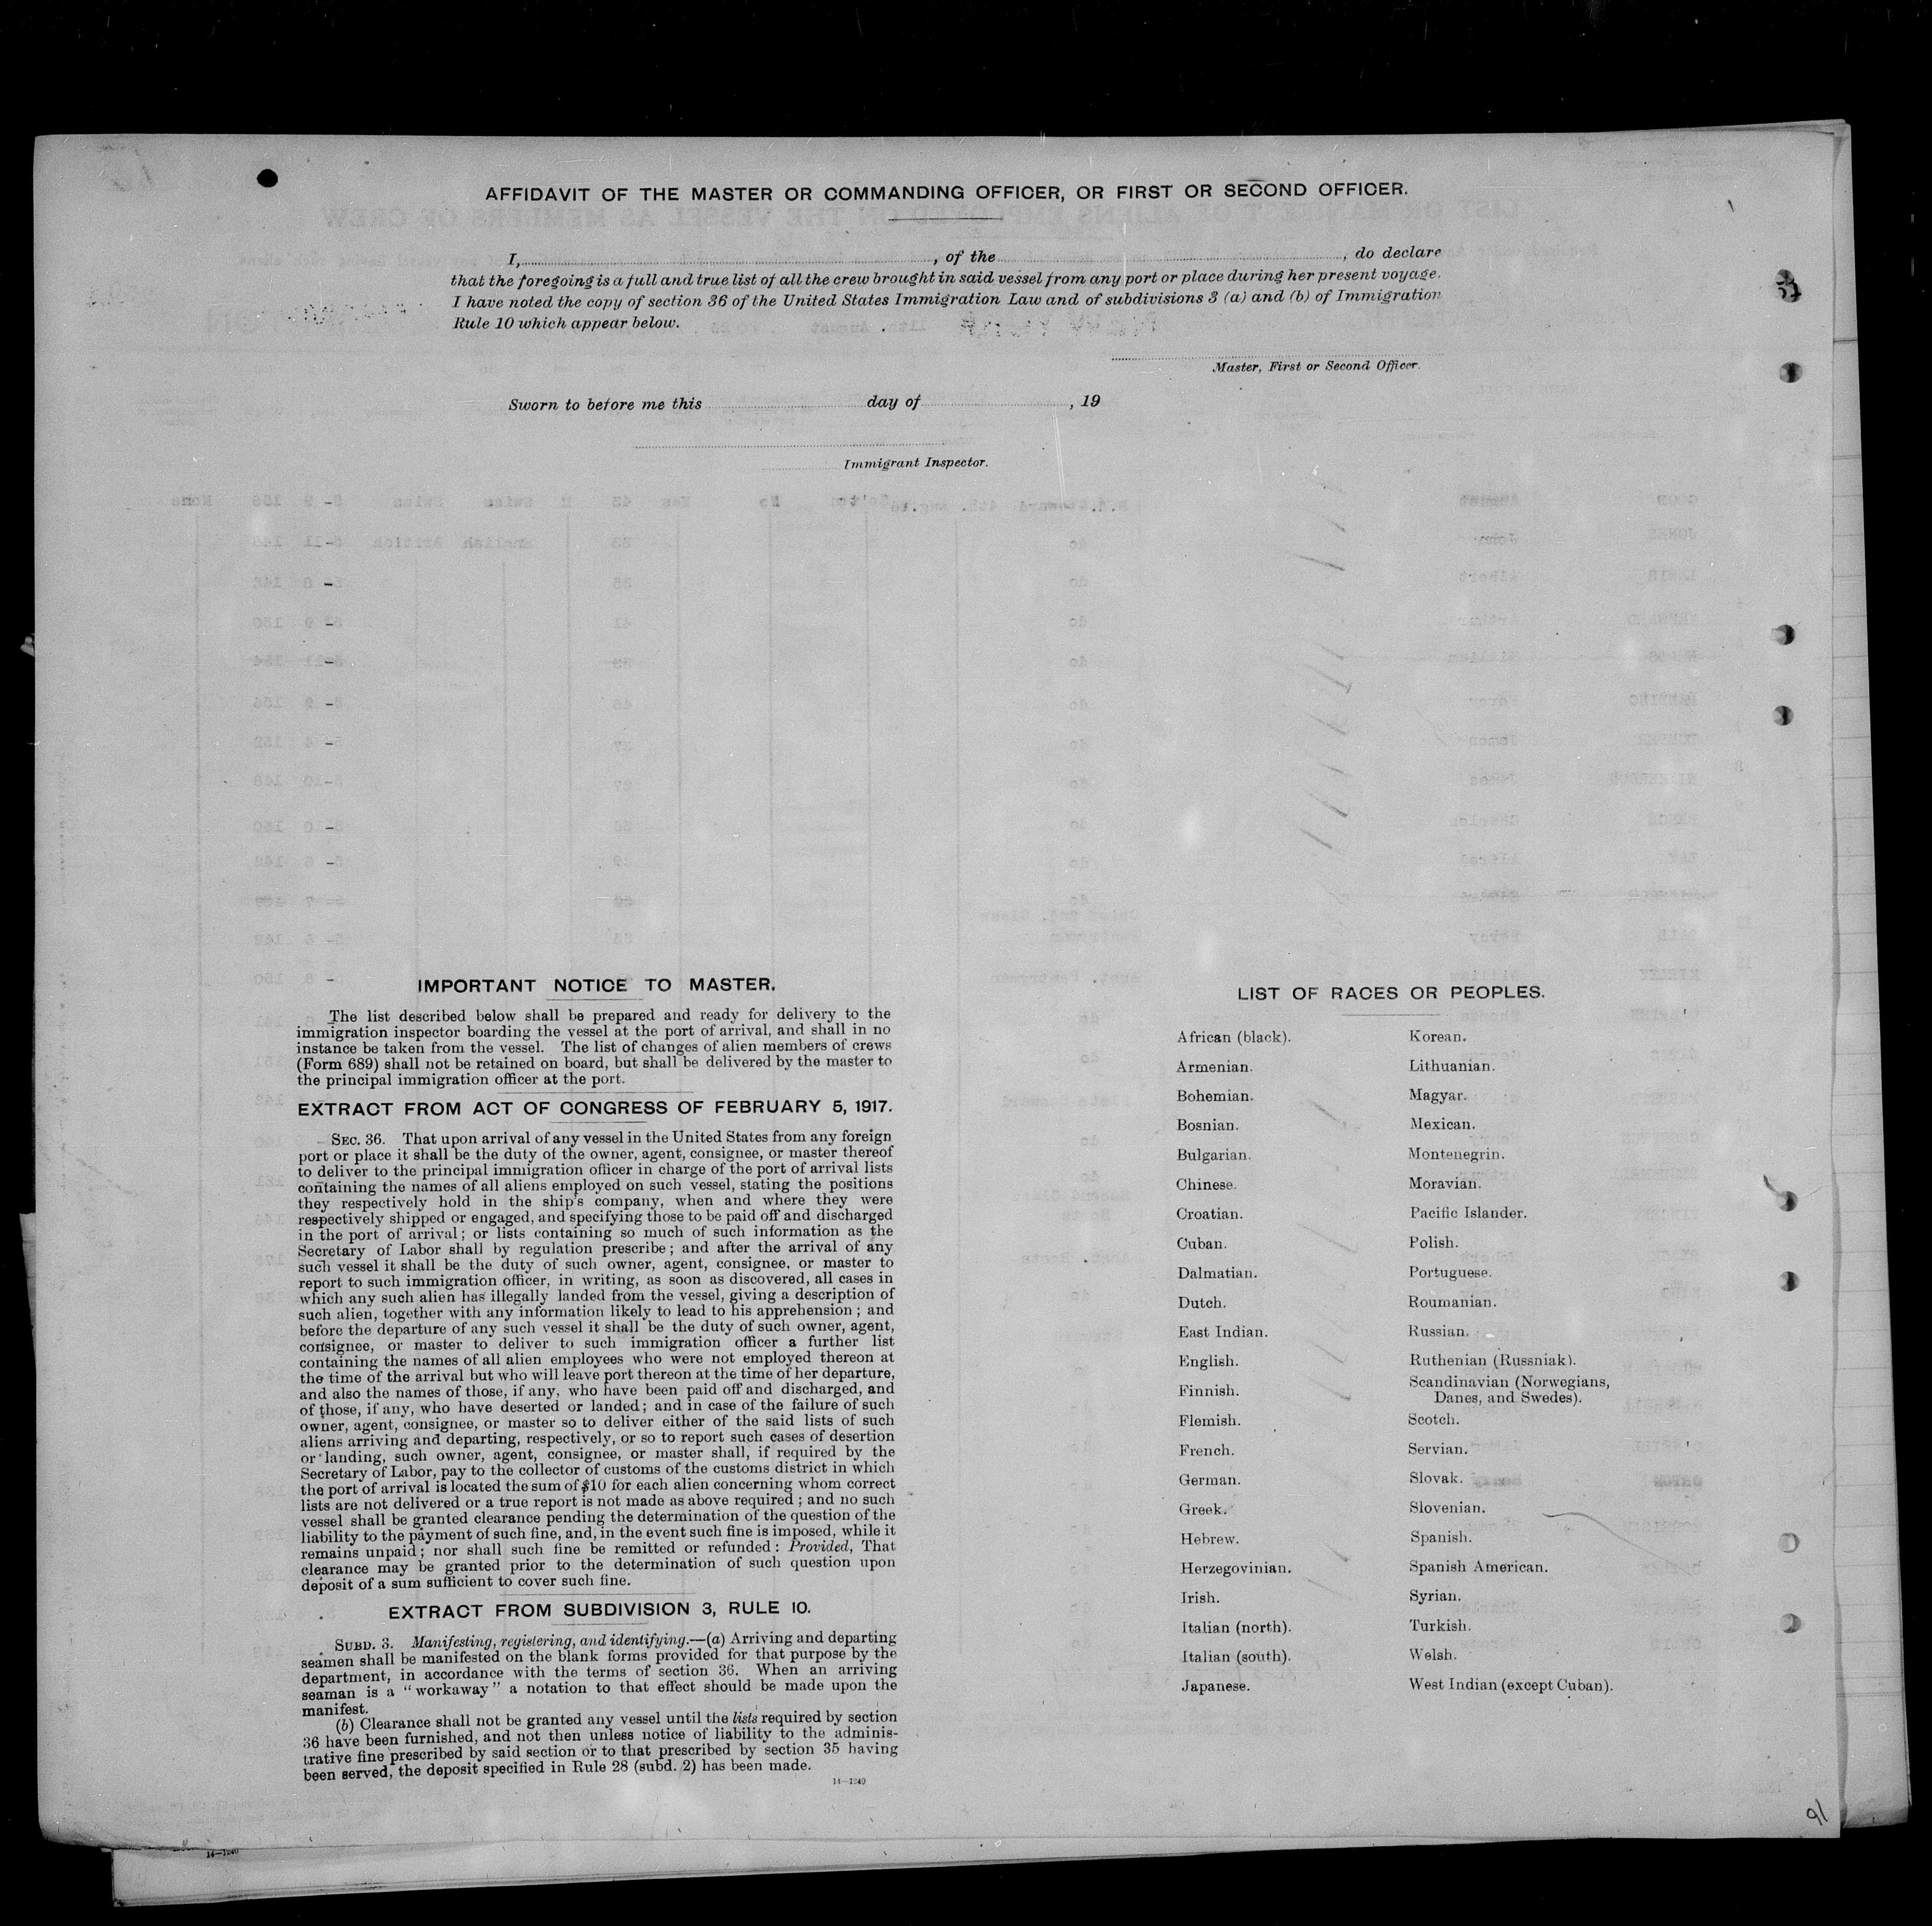 AFFIDAVIT OF THE MASTER OR COMMANDING OFFICER, OR FIRST OR SECOND OFFICER.
I, , of the , do declare
that the foregoing is a full and true list of all the crew brought in said vessel from any port or place during her present voyage.
I have noted the copy of section 36 of the United States Immigration Law and of subdivisions 3 (a) and (b) of Immigration
Rule 10 which appear below.
Master, First or Second Officer.
Sworn to before me this day of , 19
Immigrant Inspector.
IMPORTANT NOTICE TO MASTER.
The list described below shall be prepared and ready for delivery to the
immigration inspector boarding the vessel at the port of arrival, and shall in no
instance be taken from the vessel. The list of changes of alien members of crews
(Form 689) shall not be retained on board, but shall be delivered by the master to
the principal immigration officer at the port.
EXTRACT FROM ACT OF CONGRESS OF FEBRUARY 5, 1917.
SEC. 36. That upon arrival of any vessel in the United States from any foreign
port or place it shall be the duty of the owner, agent, consignee, or master thereof
to deliver to the principal immigration officer in charge of the port of arrival lists
containing the names of all aliens employed on such vessel, stating the positions
they respectively hold in the ship's company, when and where they were
respectively shipped or engaged, and specifying those to be paid off and discharged
in the port of arrival; or lists containing so much of such information as the
Secretary of Labor shall by regulation prescribe; and after the arrival of any
such vessel it shall be the duty of such owner, agent, consignee, or master to
report to such immigration officer, in writing, as soon as discovered, all cases in
which any such alien has illegally landed from the vessel, giving a description of
such alien, together with any information likely to lead to his apprehension; and
before the departure of any such vessel it shall be the duty of such owner, agent,
consignee, or master to deliver to such immigration officer a further list
containing the names of all alien employees who were not employed thereon at
the time of the arrival but who will leave port thereon at the time of her departure,
and also the names of those, if any, who have been paid off and discharged, and
of those, if any, who have deserted or landed; and in case of the failure of such
owner, agent, consignee, or master so to deliver either of the said lists of such
aliens arriving and departing, respectively, or so to report such cases of desertion
or landing, such owner, agent, consignee, or master shall, if required by the
Secretary of Labor, pay to the collector of customs of the customs district in which
the port of arrival is located the sum of $10 for each alien concerning whom correct
lists are not delivered or a true report is not made as above required; and no such
vessel shall be granted clearance pending the determination of the question of the
liability to the payment of such fine, and, in the event such fine is imposed, while it
remains unpaid; nor shall such fine be remitted or refunded: Provided, That
clearance may be granted prior to the determination of such question upon
deposit of a sum sufficient to cover such fine.
EXTRACT FROM SUBDIVISION 3, RULE 10.
SUBD. 3. Manifesting, registering, and identifying.—(a) Arriving and departing
seamen shall be manifested on the blank forms provided for that purpose by the
department, in accordance with the terms of section 36. When an arriving
seaman is a "workaway" a notation to that effect should be made upon the
manifest.
(b) Clearance shall not be granted any vessel until the lists required by section
36 have been furnished, and not then unless notice of liability to the adminis-
trative fine prescribed by said section or to that prescribed by section 35 having
been served, the deposit specified in Rule 28 (subd. 2) has been made.
14—1240
LIST OF RACES OR PEOPLES.
African (black).
Armenian.
Bohemian.
Bosnian.
Bulgarian.
Chinese.
Croatian.
Cuban.
Dalmatian.
Dutch.
East Indian.
English.
Finnish.
Flemish.
French.
German.
Greek.
Hebrew.
Herzegovinian.
Irish.
Italian (north).
Italian (south).
Japanese.
Korean.
Lithuanian.
Magyar.
Mexican.
Montenegrin.
Moravian.
Pacific Islander.
Polish.
Portuguese.
Roumanian.
Russian.
Ruthenian (Russniak).
Scandinavian (Norwegians,
Danes, and Swedes).
Scotch.
Servian.
Slovak.
Slovenian.
Spanish.
Spanish American.
Syrian.
Turkish.
Welsh.
West Indian (except Cuban).
91
14—1240